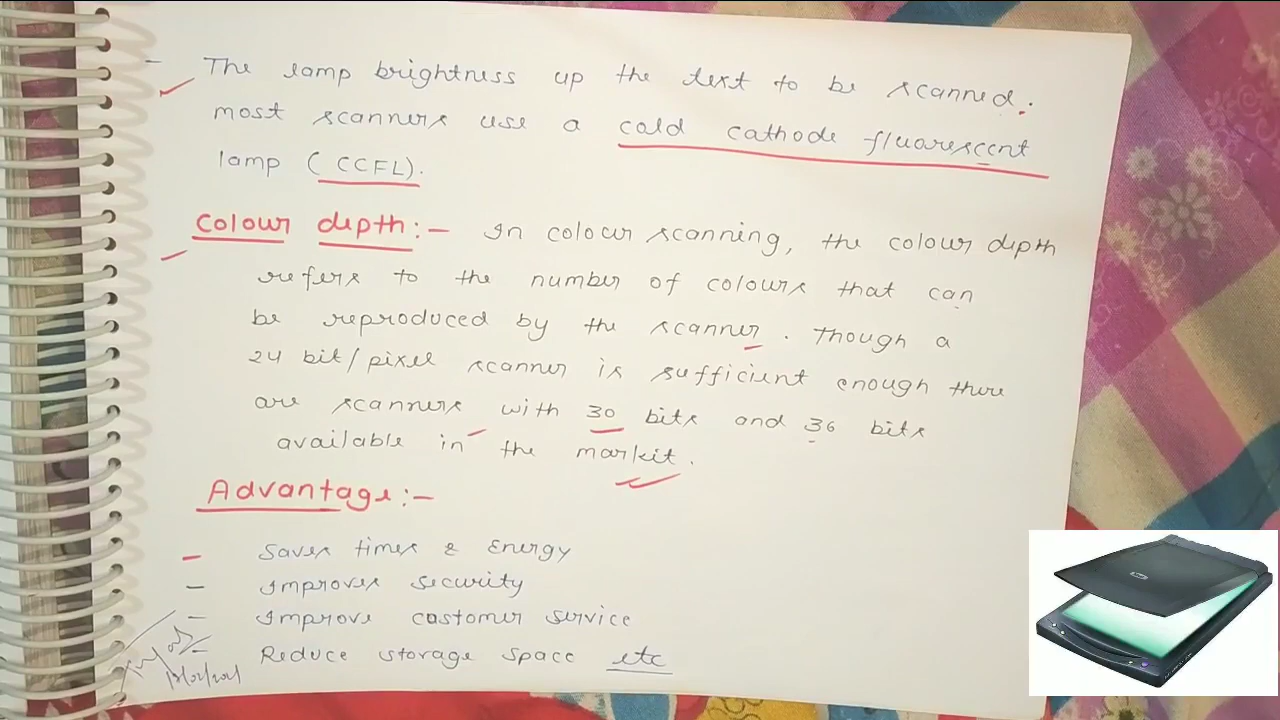 - The lamp brightness up the text to be scanned.
most scanners use a cold cathode fluorescent
lamp (CCFL).
Colour depth:- In colour scanning, the colour depth
refers to the number of colours that can
be reproduced by the scanner. Though a
24 bit/pixel scanner is sufficient enough there
are scanners with 30 bits and 36 bits
available in the market.
Advantage:-
- Saves times & Energy
- Improves security
- Improve customer service
- Reduce storage space etc